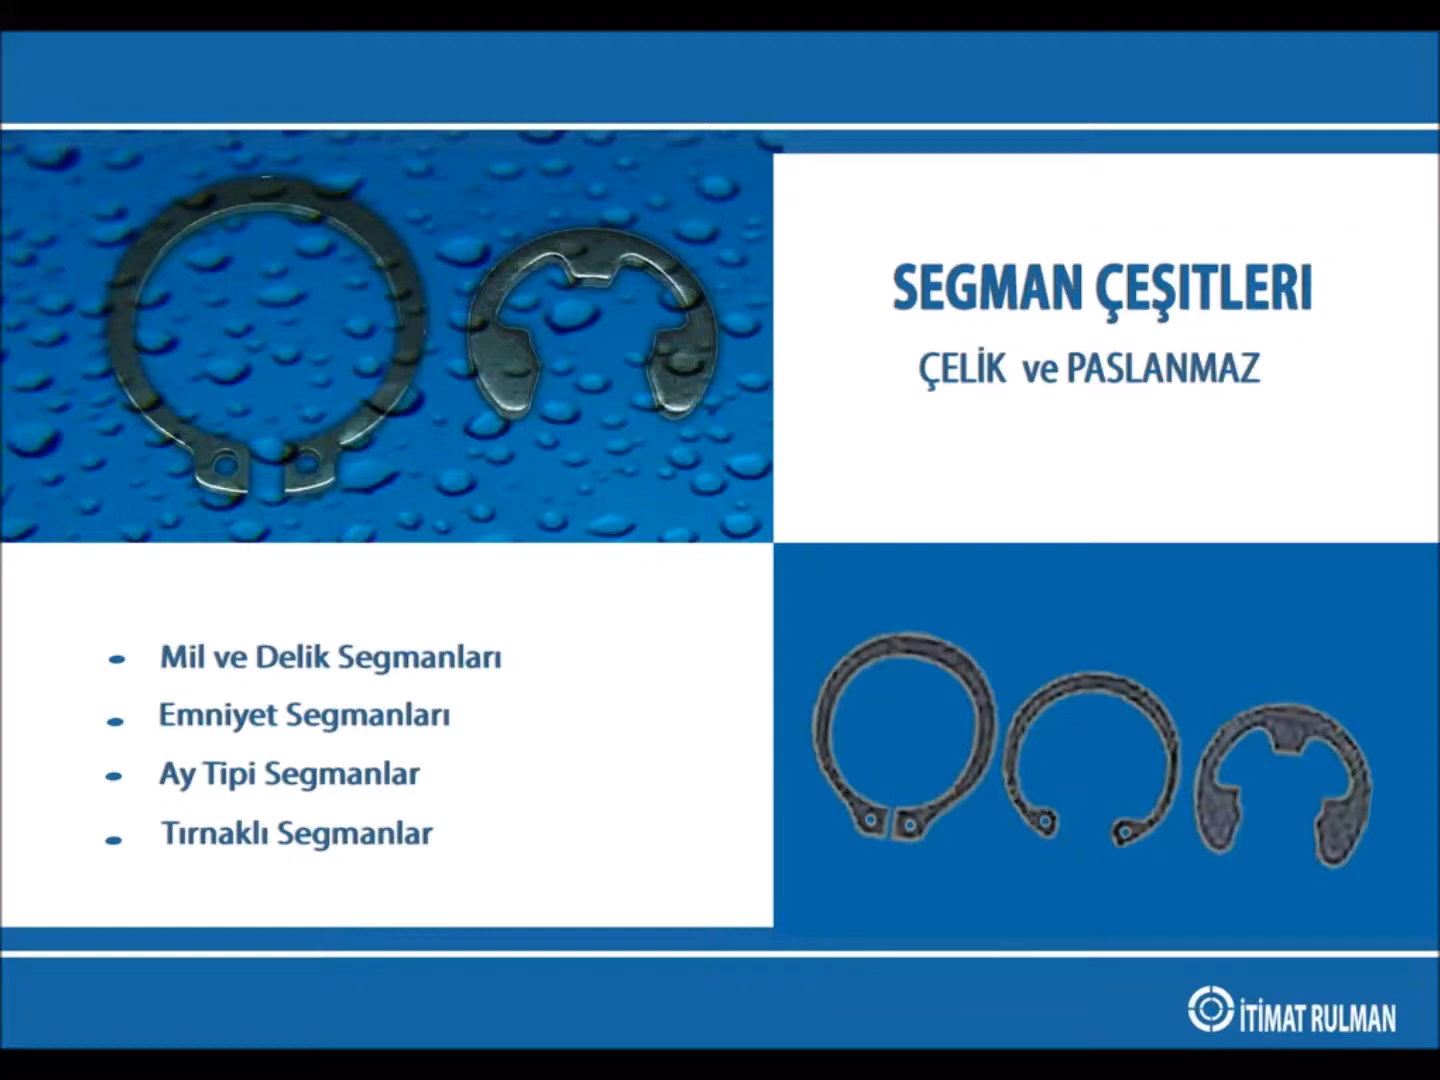 SEGMAN ÇEŞITLERI
ÇELİK ve PASLANMAZ
Mil ve Delik Segmanları
Emniyet Segmanları
Ay Tipi Segmanlar
Tırnaklı Segmanlar
İTİMAT RULMAN